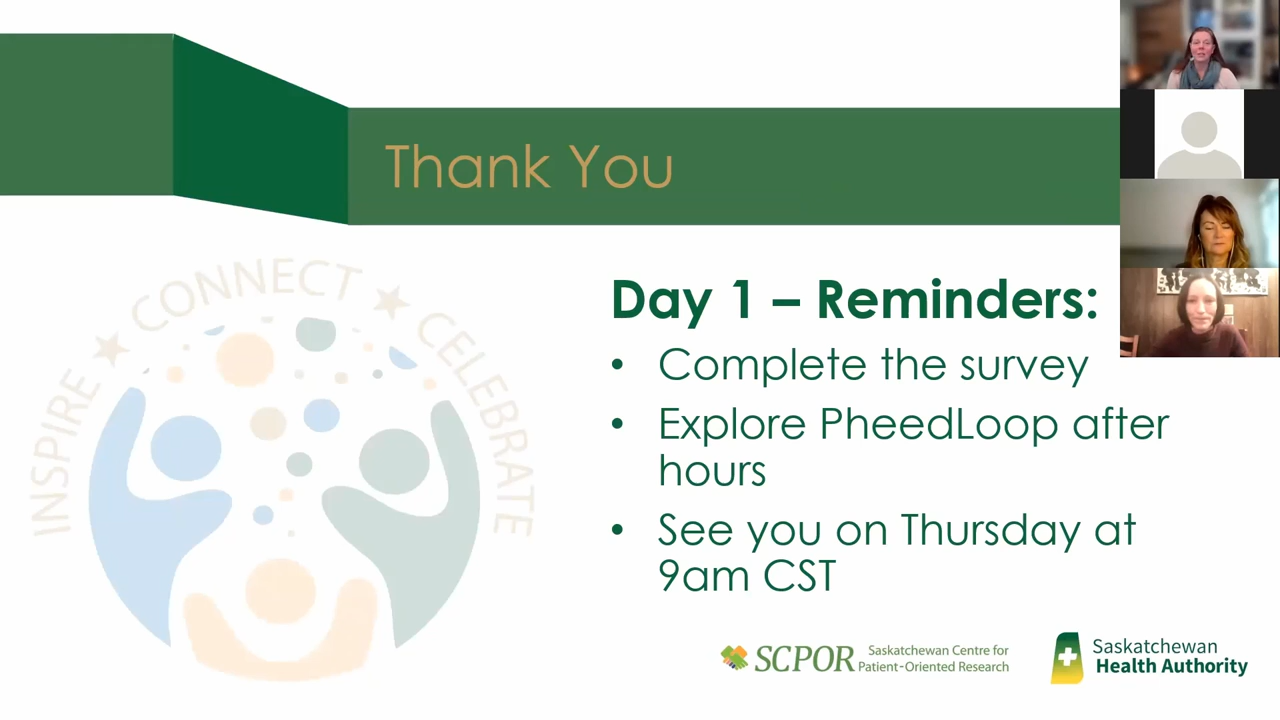 Thank You
INSPIRE ★ CONNECT ★ CELEBRATE
Day 1 – Reminders:
• Complete the survey
• Explore PheedLoop after
hours
• See you on Thursday at
9am CST
SCPOR
Saskatchewan Centre for
Patient-Oriented Research
Saskatchewan
Health Authority